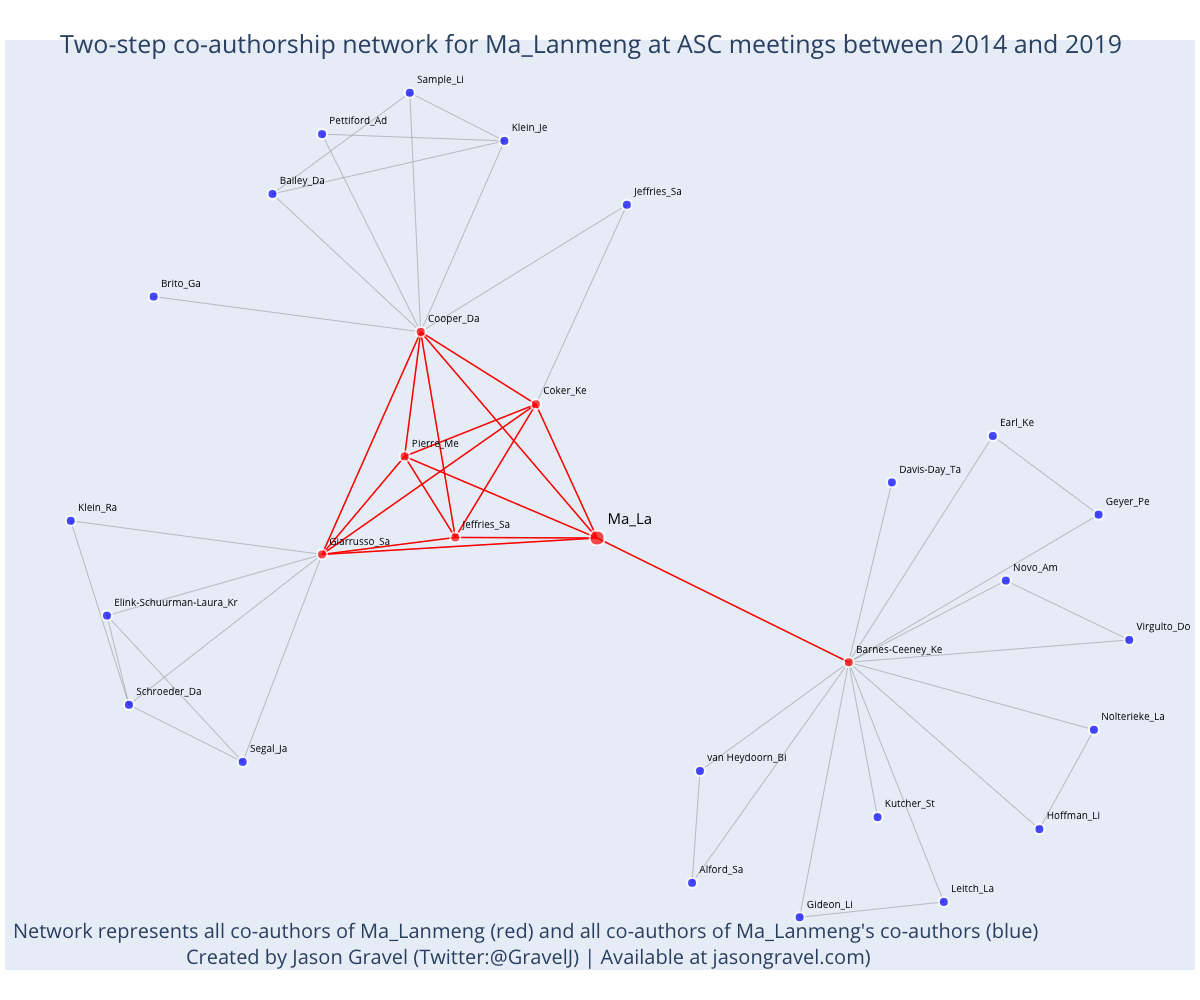 Two-step co-authorship network for Ma_Lanmeng at ASC meetings between 2014 and 2019
Sample_Li
Pettiford_Ad
Klein_Je
Bailey_Da
Jeffries_Sa
Brito_Ga
Cooper_Da
Coker_Ke
Earl_Ke
Pierre_Me
Davis-Day_Ta
Geyer_Pe
Klein_Ra
Ma_La
Jeffries_Sa
Giarrusso_Sa
Novo_Am
Elink-Schuurman-Laura_Kr
Virgulto_Do
Barnes-Ceeney_Ke
Schroeder_Da
Nolterieke_La
Segal_Ja
van Heydoorn_Bi
Kutcher_St
Hoffman_Li
Alford_Sa
Leitch_La
Gideon_Li
Network represents all co-authors of Ma_Lanmeng (red) and all co-authors of Ma_Lanmeng's co-authors (blue)
Created by Jason Gravel (Twitter:@GravelJ) | Available at jasongravel.com)